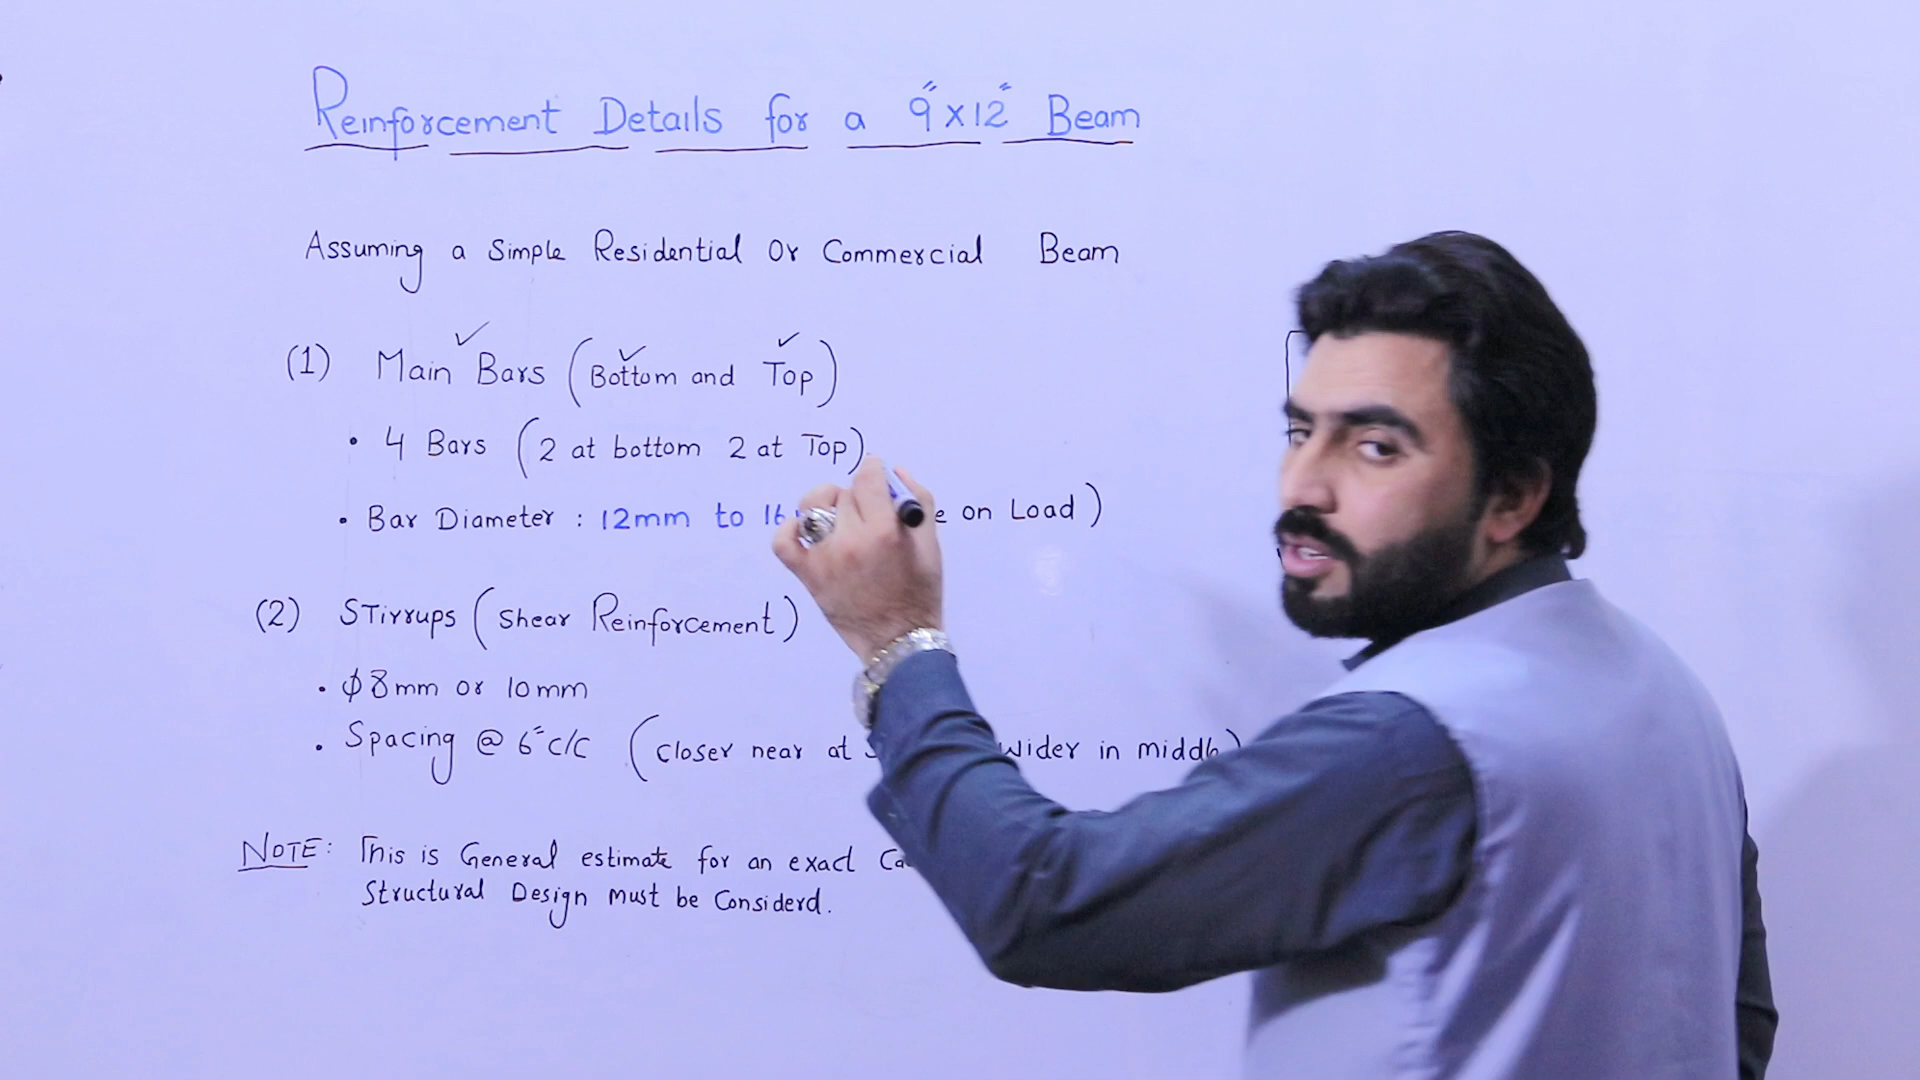 Reinforcement Details for a 9"x12" Beam
Assuming a Simple Residential Or Commercial Beam
(1) Main Bars (Bottom and Top)
• 4 Bars (2 at bottom 2 at Top)
• Bar Diameter : 12mm to 16 on Load)
(2) STirrups (Shear Reinforcement)
• ϕ8mm or 10mm
• Spacing @ 6" C/C (Closer near at wider in middle)
NOTE: This is General estimate for an exact
Structural Design must be Considerd.